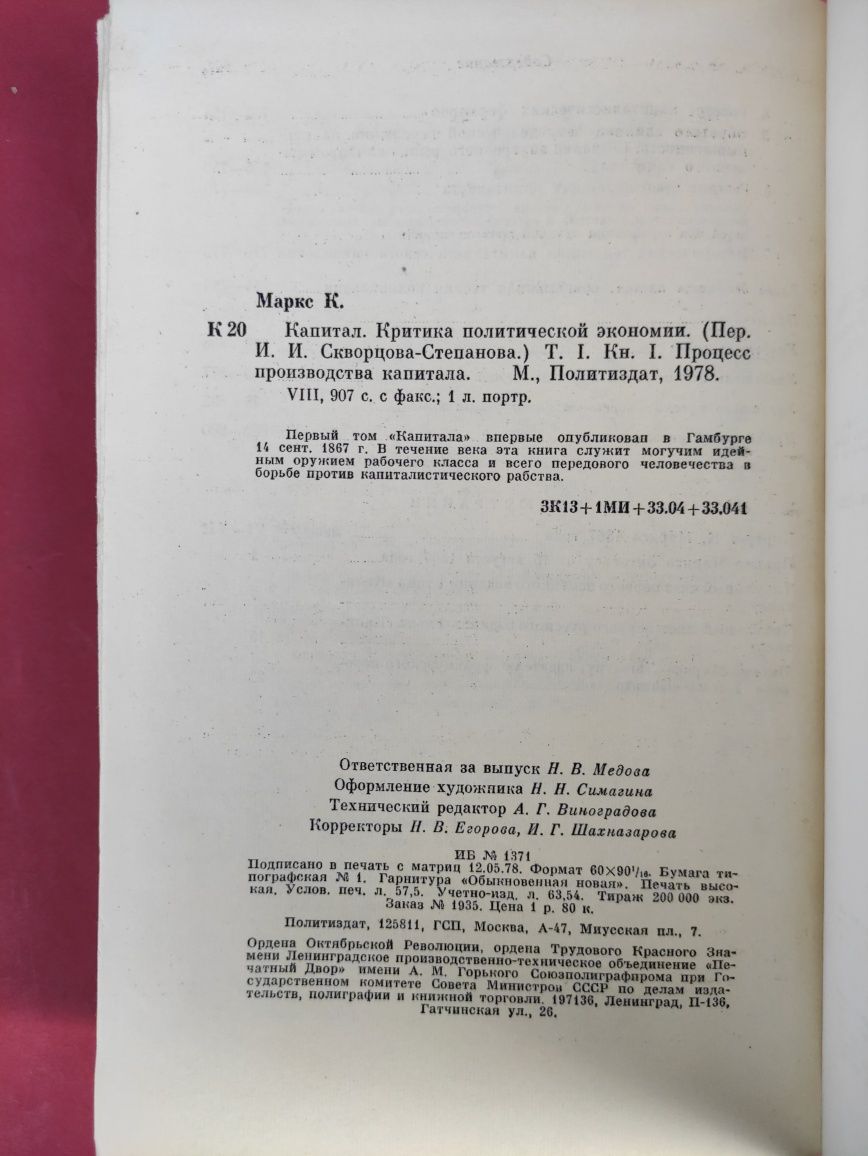 Маркс К.
К 20 Капитал. Критика политической экономии. (Пер.
И. И. Скворцова-Степанова.) Т. I. Кн. I. Процесс
производства капитала. М., Политиздат, 1978.
VIII, 907 с. с факс.; 1 л. портр.
Первый том «Капитала» впервые опубликован в Гамбурге
14 сент. 1867 г. В течение века эта книга служит могучим идей-
ным оружием рабочего класса и всего передового человечества в
борьбе против капиталистического рабства.
3К13+1МИ+33.04+33.041
Ответственная за выпуск Н. В. Медова
Оформление художника Н. Н. Симагина
Технический редактор А. Г. Виноградова
Корректоры Н. В. Егорова, И. Г. Шахназарова
ИБ № 1371
Подписано в печать с матриц 12.05.78. Формат 60×90¹/₁₆. Бумага ти-
пографская № 1. Гарнитура «Обыкновенная новая». Печать высо-
кая. Услов. печ. л. 57,5. Учетно-изд. л. 63,54. Тираж 200 000 экз.
Заказ № 1935. Цена 1 р. 80 к.
Политиздат, 125811, ГСП, Москва, А-47, Миусская пл., 7.
Ордена Октябрьской Революции, ордена Трудового Красного Зна-
мени Ленинградское производственно-техническое объединение «Пе-
чатный Двор» имени А. М. Горького Союзполиграфпрома при Го-
сударственном комитете Совета Министров СССР по делам изда-
тельств, полиграфии и книжной торговли. 197136, Ленинград, П-136,
Гатчинская ул., 26.